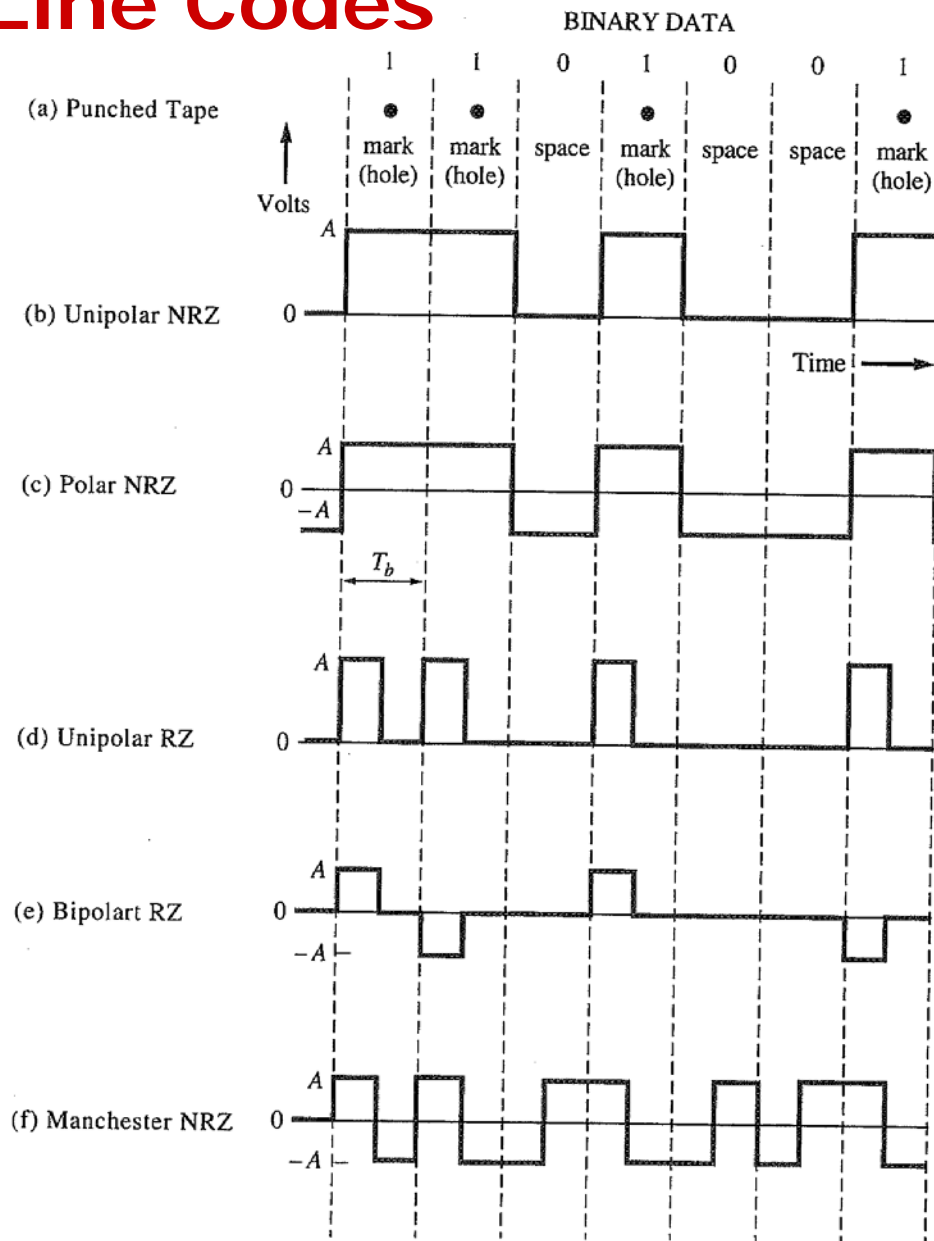 Line Codes
BINARY DATA
1 1 0 1 0 0 1
(a) Punched Tape
mark mark space mark space space mark
(hole) (hole) (hole) (hole)
Volts
A
(b) Unipolar NRZ 0
Time
A
(c) Polar NRZ 0
−A
Tb
A
(d) Unipolar RZ 0
A
(e) Bipolart RZ 0
−A
A
(f) Manchester NRZ 0
−A